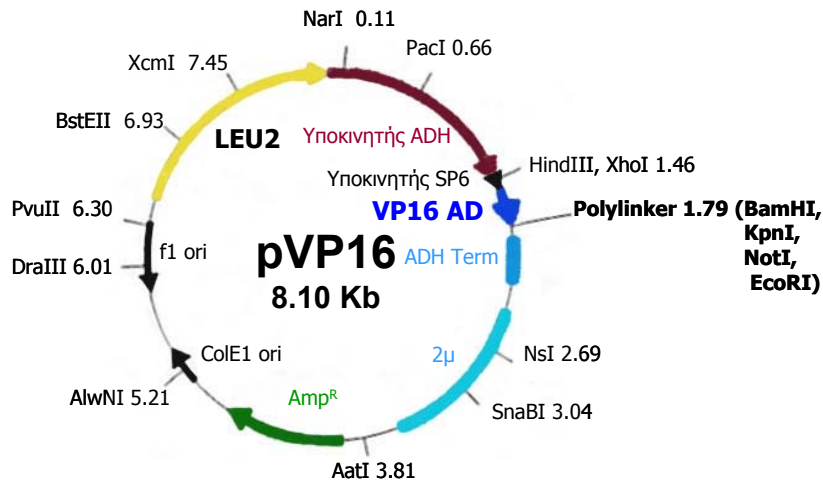 NarI 0.11
XcmI 7.45
PacI 0.66
BstEII 6.93
LEU2
Υποκινητής ADH
HindIII, XhoI 1.46
Υποκινητής SP6
VP16 AD
Polylinker 1.79 (BamHI,
KpnI,
NotI,
EcoRI)
PvuII 6.30
f1 ori
pVP16
ADH Term
DraIII 6.01
8.10 Kb
ColE1 ori
2μ
NsI 2.69
AlwNI 5.21
Amp^R
SnaBI 3.04
AatI 3.81